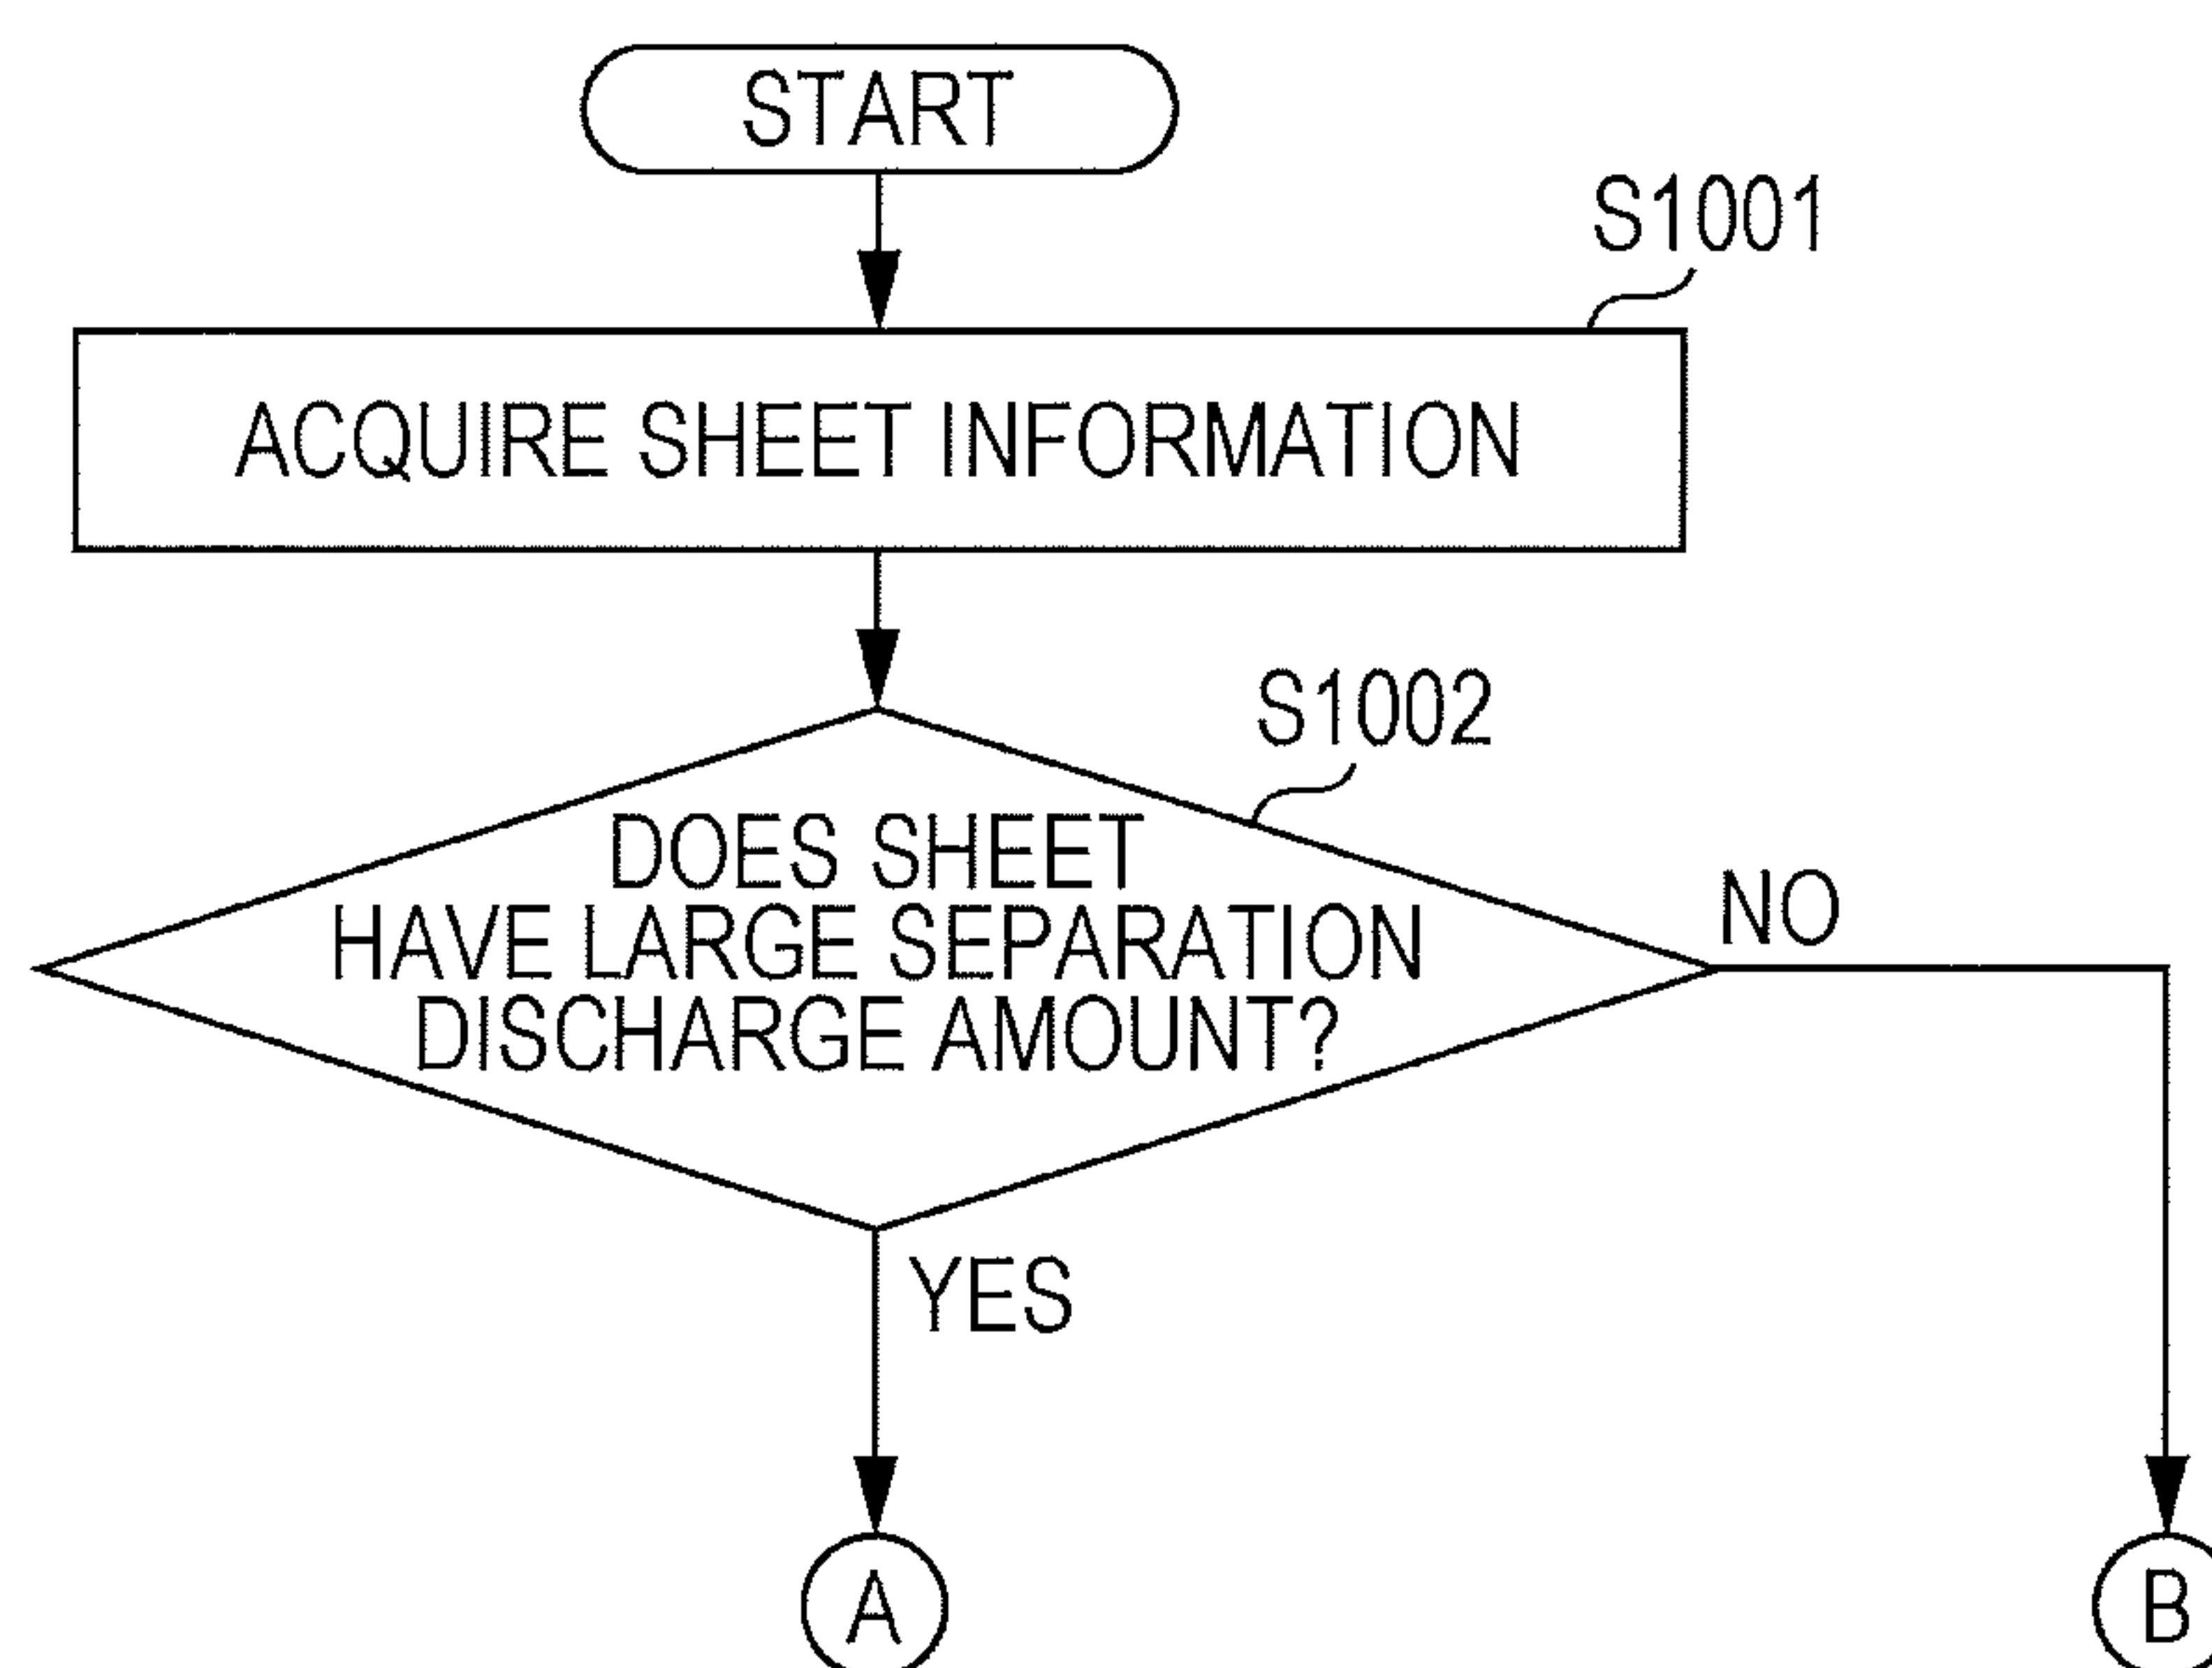 START
S1001
ACQUIRE SHEET INFORMATION
S1002
DOES SHEET
HAVE LARGE SEPARATION
DISCHARGE AMOUNT?
NO
YES
A
B